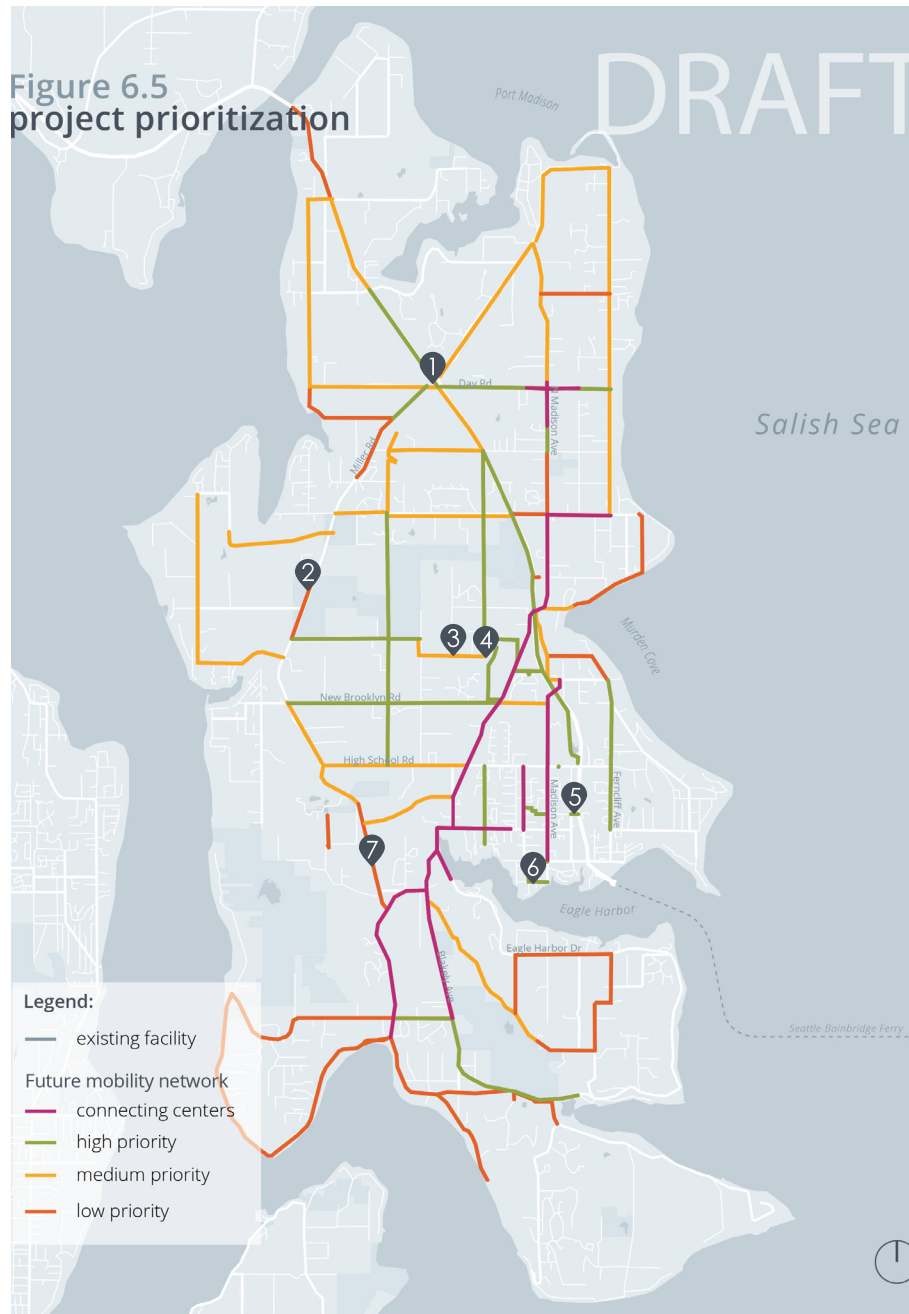 Figure 6.5
project prioritization
DRAFT
Port Madison
1
Day Rd
N Madison Ave
Salish Sea
Miller Rd
2
3
4
Murden Cove
New Brooklyn Rd
High School Rd
Madison Ave
5
Ferncliff Ave
7
6
Eagle Harbor
Eagle Harbor Dr
Blakely Ave
Seattle-Bainbridge Ferry
Legend:
existing facility
Future mobility network
connecting centers
high priority
medium priority
low priority